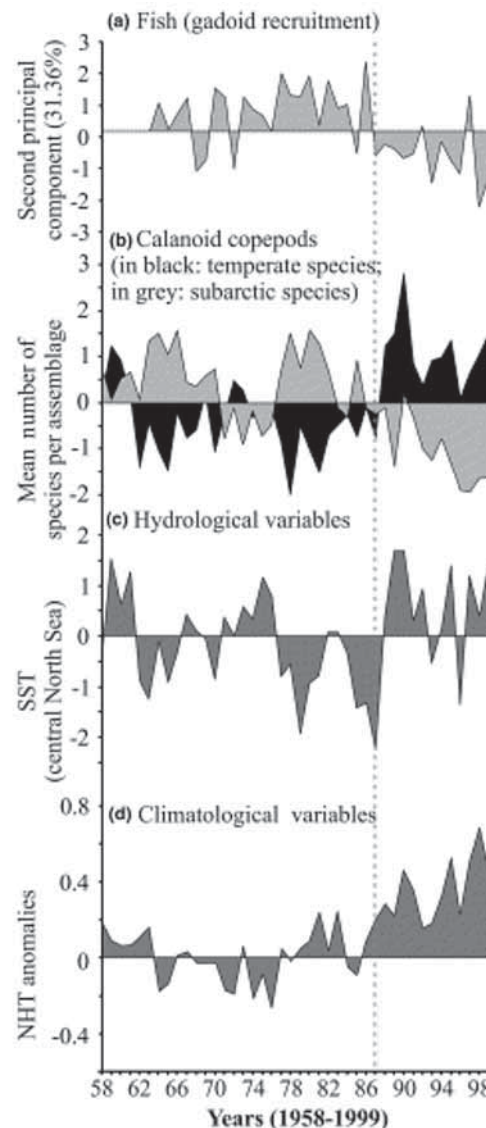 (a) Fish (gadoid recruitment)
Second principal
component (31.36%)
3
2
1
0
-1
-2
-3
(b) Calanoid copepods
(in black: temperate species;
in grey: subarctic species)
Mean number of
species per assemblage
3
2
1
0
-1
-2
(c) Hydrological variables
SST
(central North Sea)
2
1
0
-1
-2
(d) Climatological variables
NHT anomalies
0.8
0.4
0
-0.4
58 62 66 70 74 78 82 86 90 94 98
Years (1958-1999)